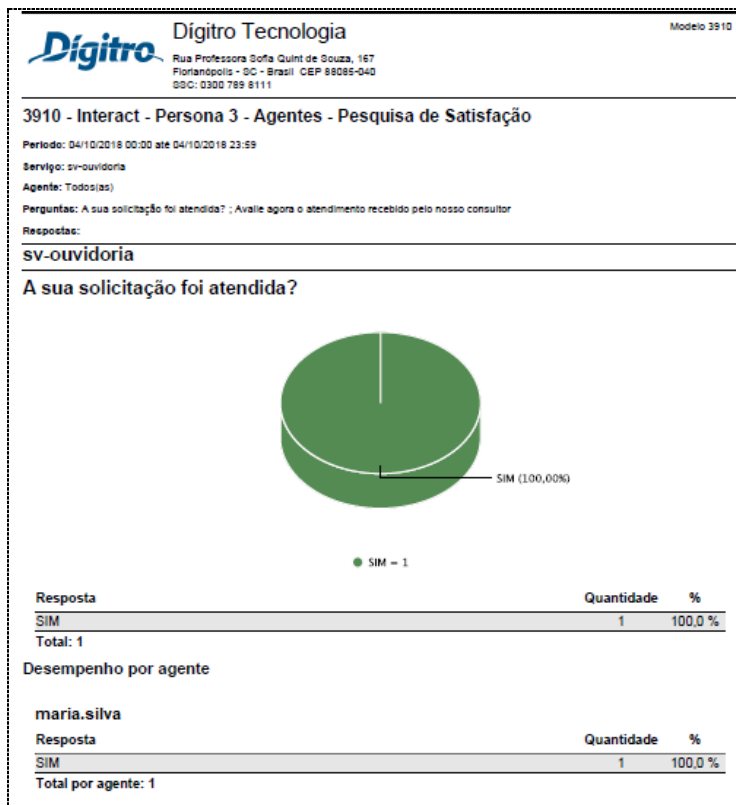 Dígitro
Dígitro Tecnologia
Modelo 3910
Rua Professora Sofia Quint de Souza, 167
Florianópolis - SC - Brasil CEP 88085-040
SSC: 0300 789 8111
3910 - Interact - Persona 3 - Agentes - Pesquisa de Satisfação
Período: 04/10/2018 00:00 até 04/10/2018 23:59
Serviço: sv-ouvidoria
Agente: Todos(as)
Perguntas: A sua solicitação foi atendida? ; Avalie agora o atendimento recebido pelo nosso consultor
Respostas:
sv-ouvidoria
A sua solicitação foi atendida?
SIM (100,00%)
SIM = 1
Resposta Quantidade %
SIM 1 100,0 %
Total: 1
Desempenho por agente
maria.silva
Resposta Quantidade %
SIM 1 100,0 %
Total por agente: 1